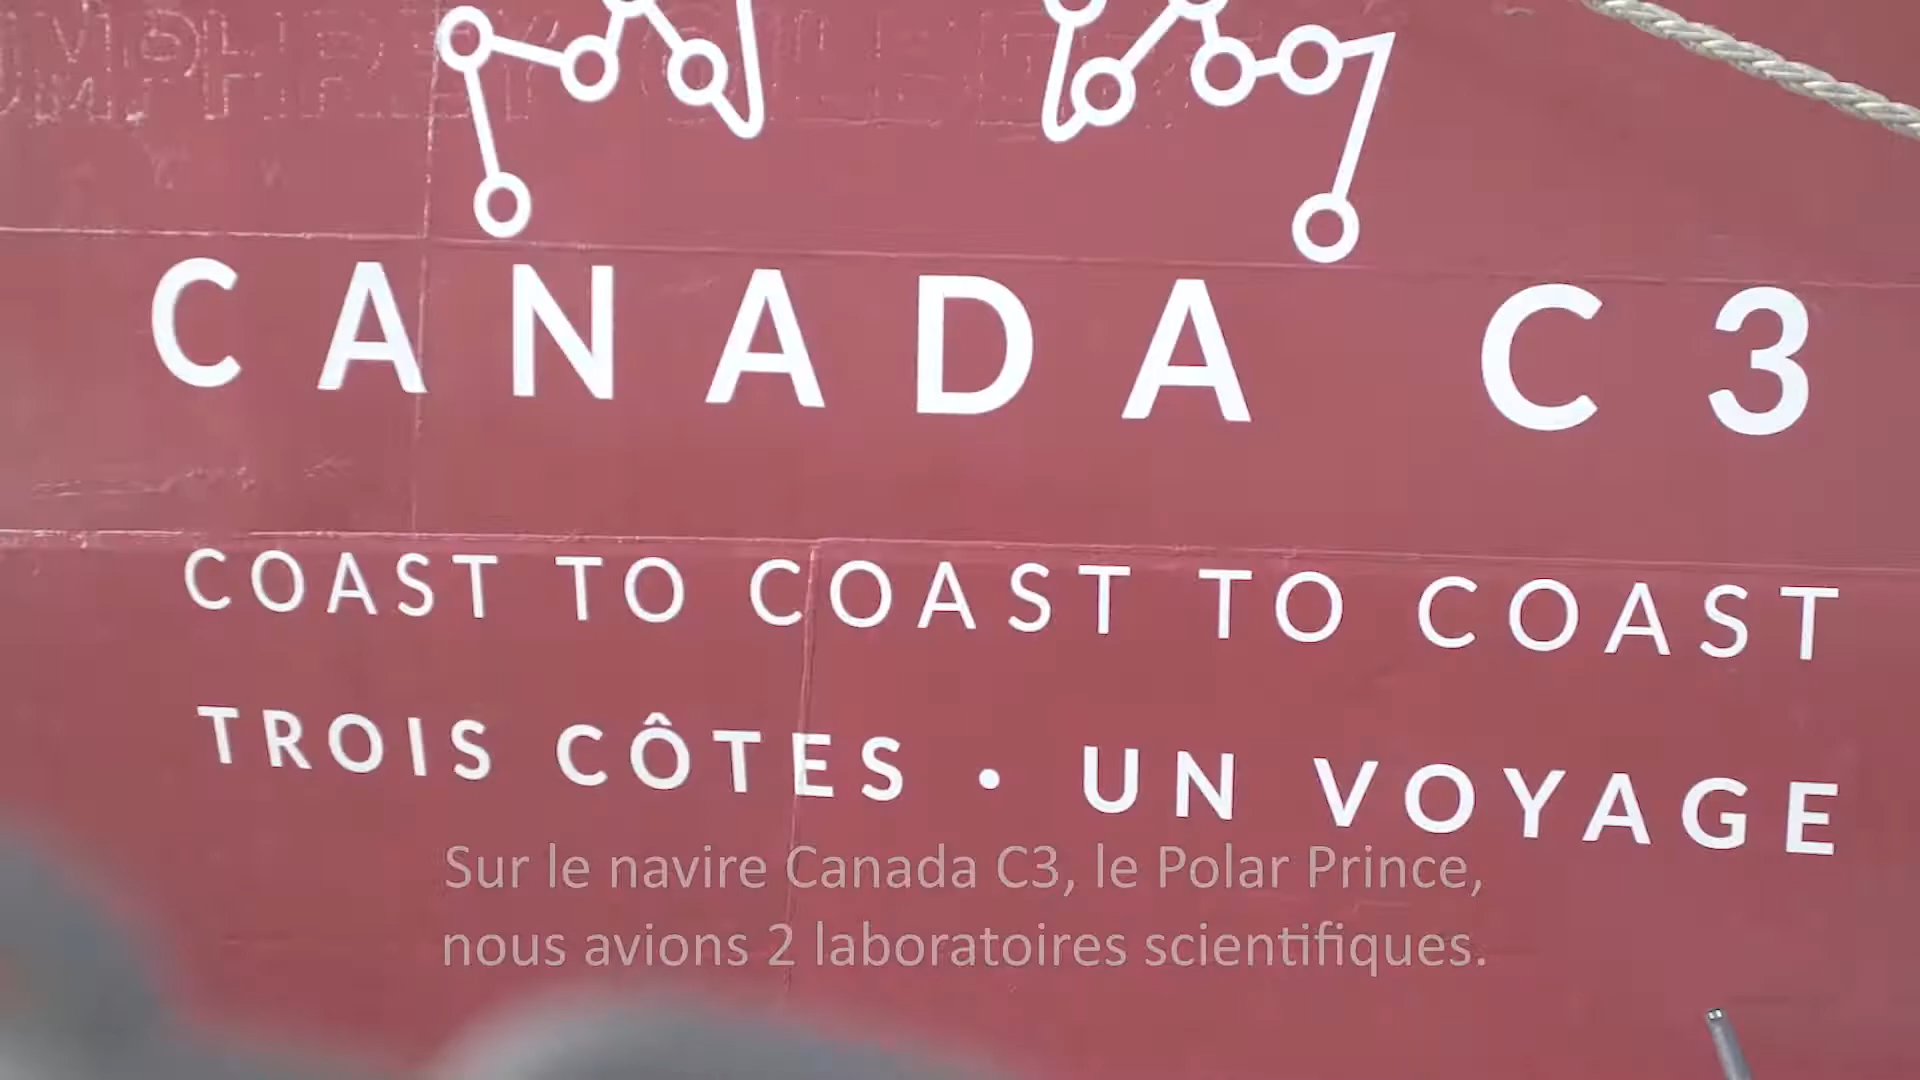 CANADA C3
COAST TO COAST TO COAST
TROIS CÔTES • UN VOYAGE
Sur le navire Canada C3, le Polar Prince,
nous avions 2 laboratoires scientifiques.